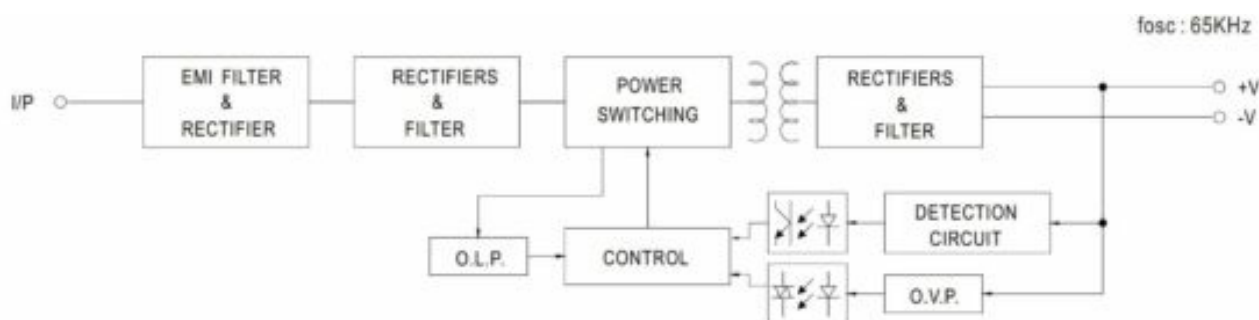 fosc : 65KHz
I/P
EMI FILTER
&
RECTIFIER
RECTIFIERS
&
FILTER
POWER
SWITCHING
RECTIFIERS
&
FILTER
+V
-V
DETECTION
CIRCUIT
O.L.P.
CONTROL
O.V.P.